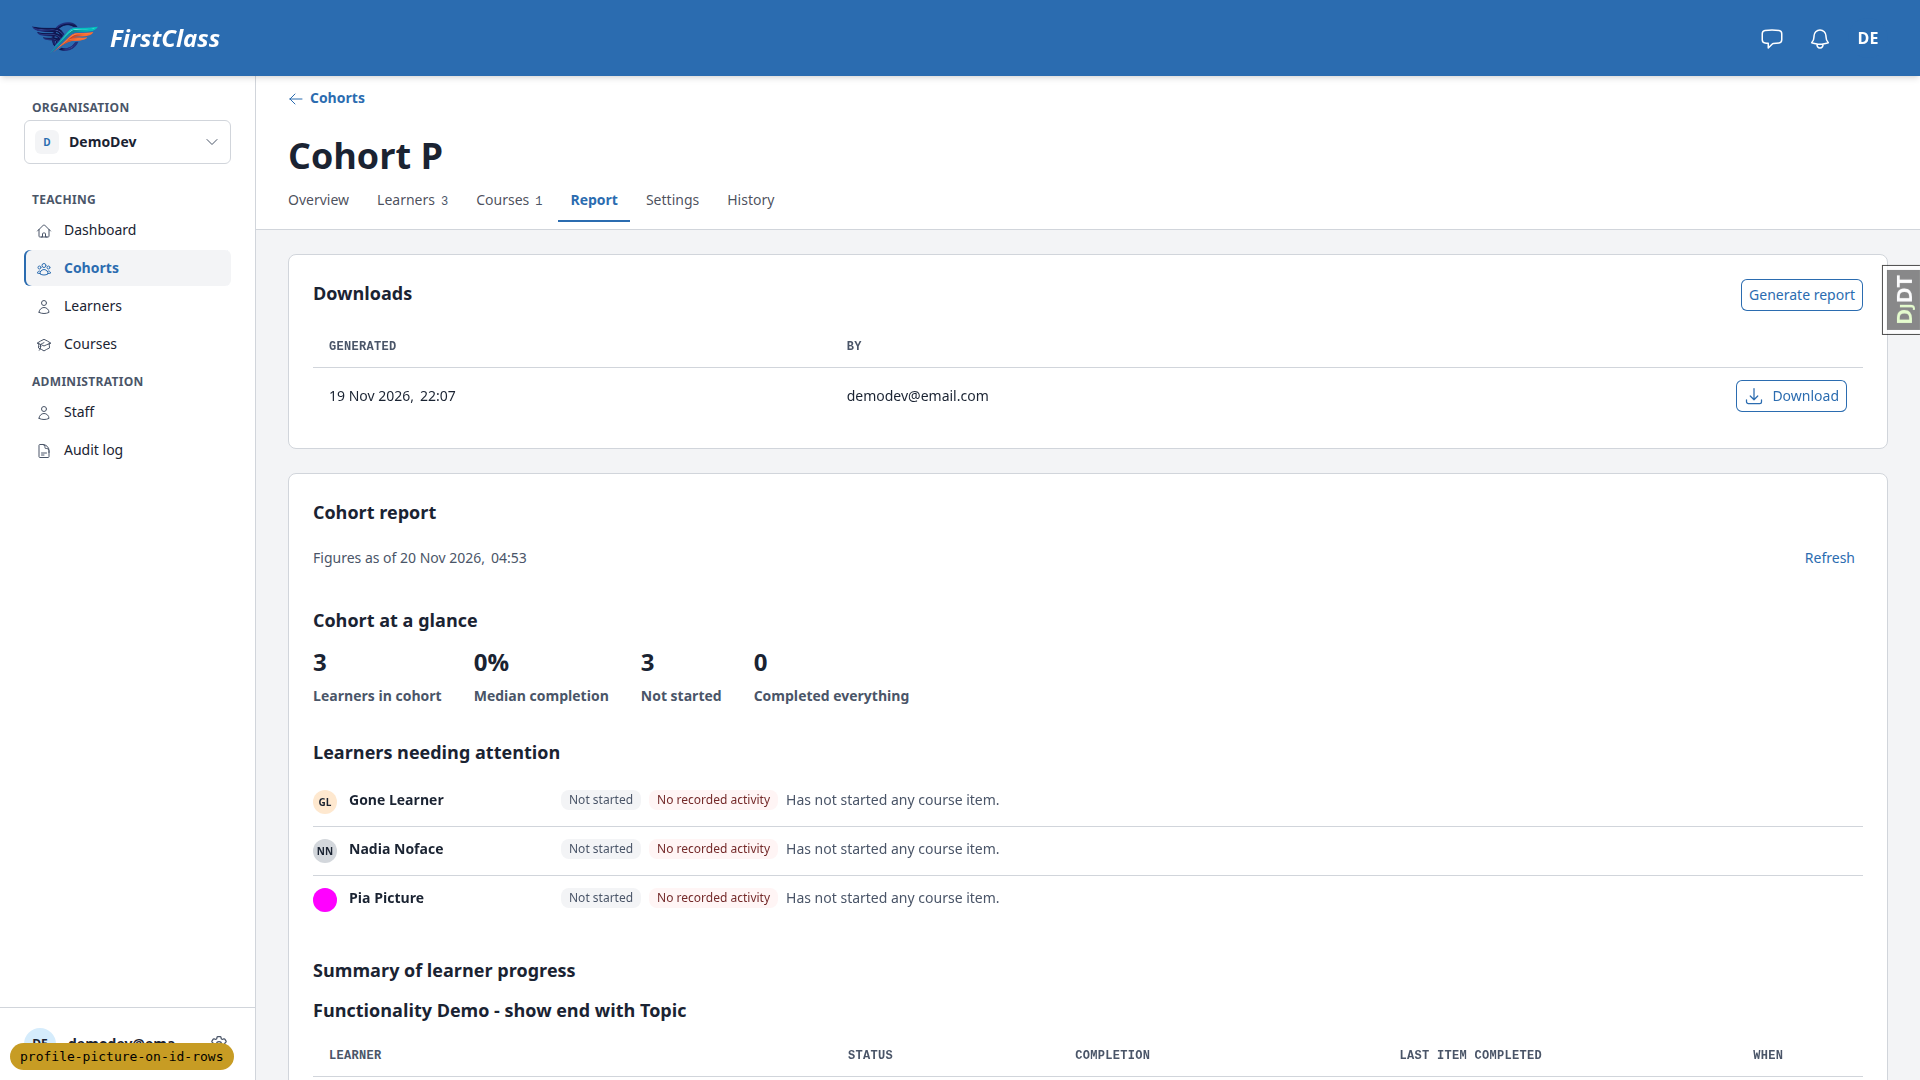 FirstClass
DE
ORGANISATION
D DemoDev
TEACHING
Dashboard
Cohorts
Learners
Courses
ADMINISTRATION
Staff
Audit log
profile-picture-on-id-rows
Cohorts
Cohort P
Overview Learners 3 Courses 1 Report Settings History
Downloads
Generate report
GENERATED BY
19 Nov 2026, 22:07 demodev@email.com Download
Cohort report
Figures as of 20 Nov 2026, 04:53 Refresh
Cohort at a glance
3 0% 3 0
Learners in cohort Median completion Not started Completed everything
Learners needing attention
GL Gone Learner Not started No recorded activity Has not started any course item.
NN Nadia Noface Not started No recorded activity Has not started any course item.
Pia Picture Not started No recorded activity Has not started any course item.
Summary of learner progress
Functionality Demo - show end with Topic
LEARNER STATUS COMPLETION LAST ITEM COMPLETED WHEN
DjDT